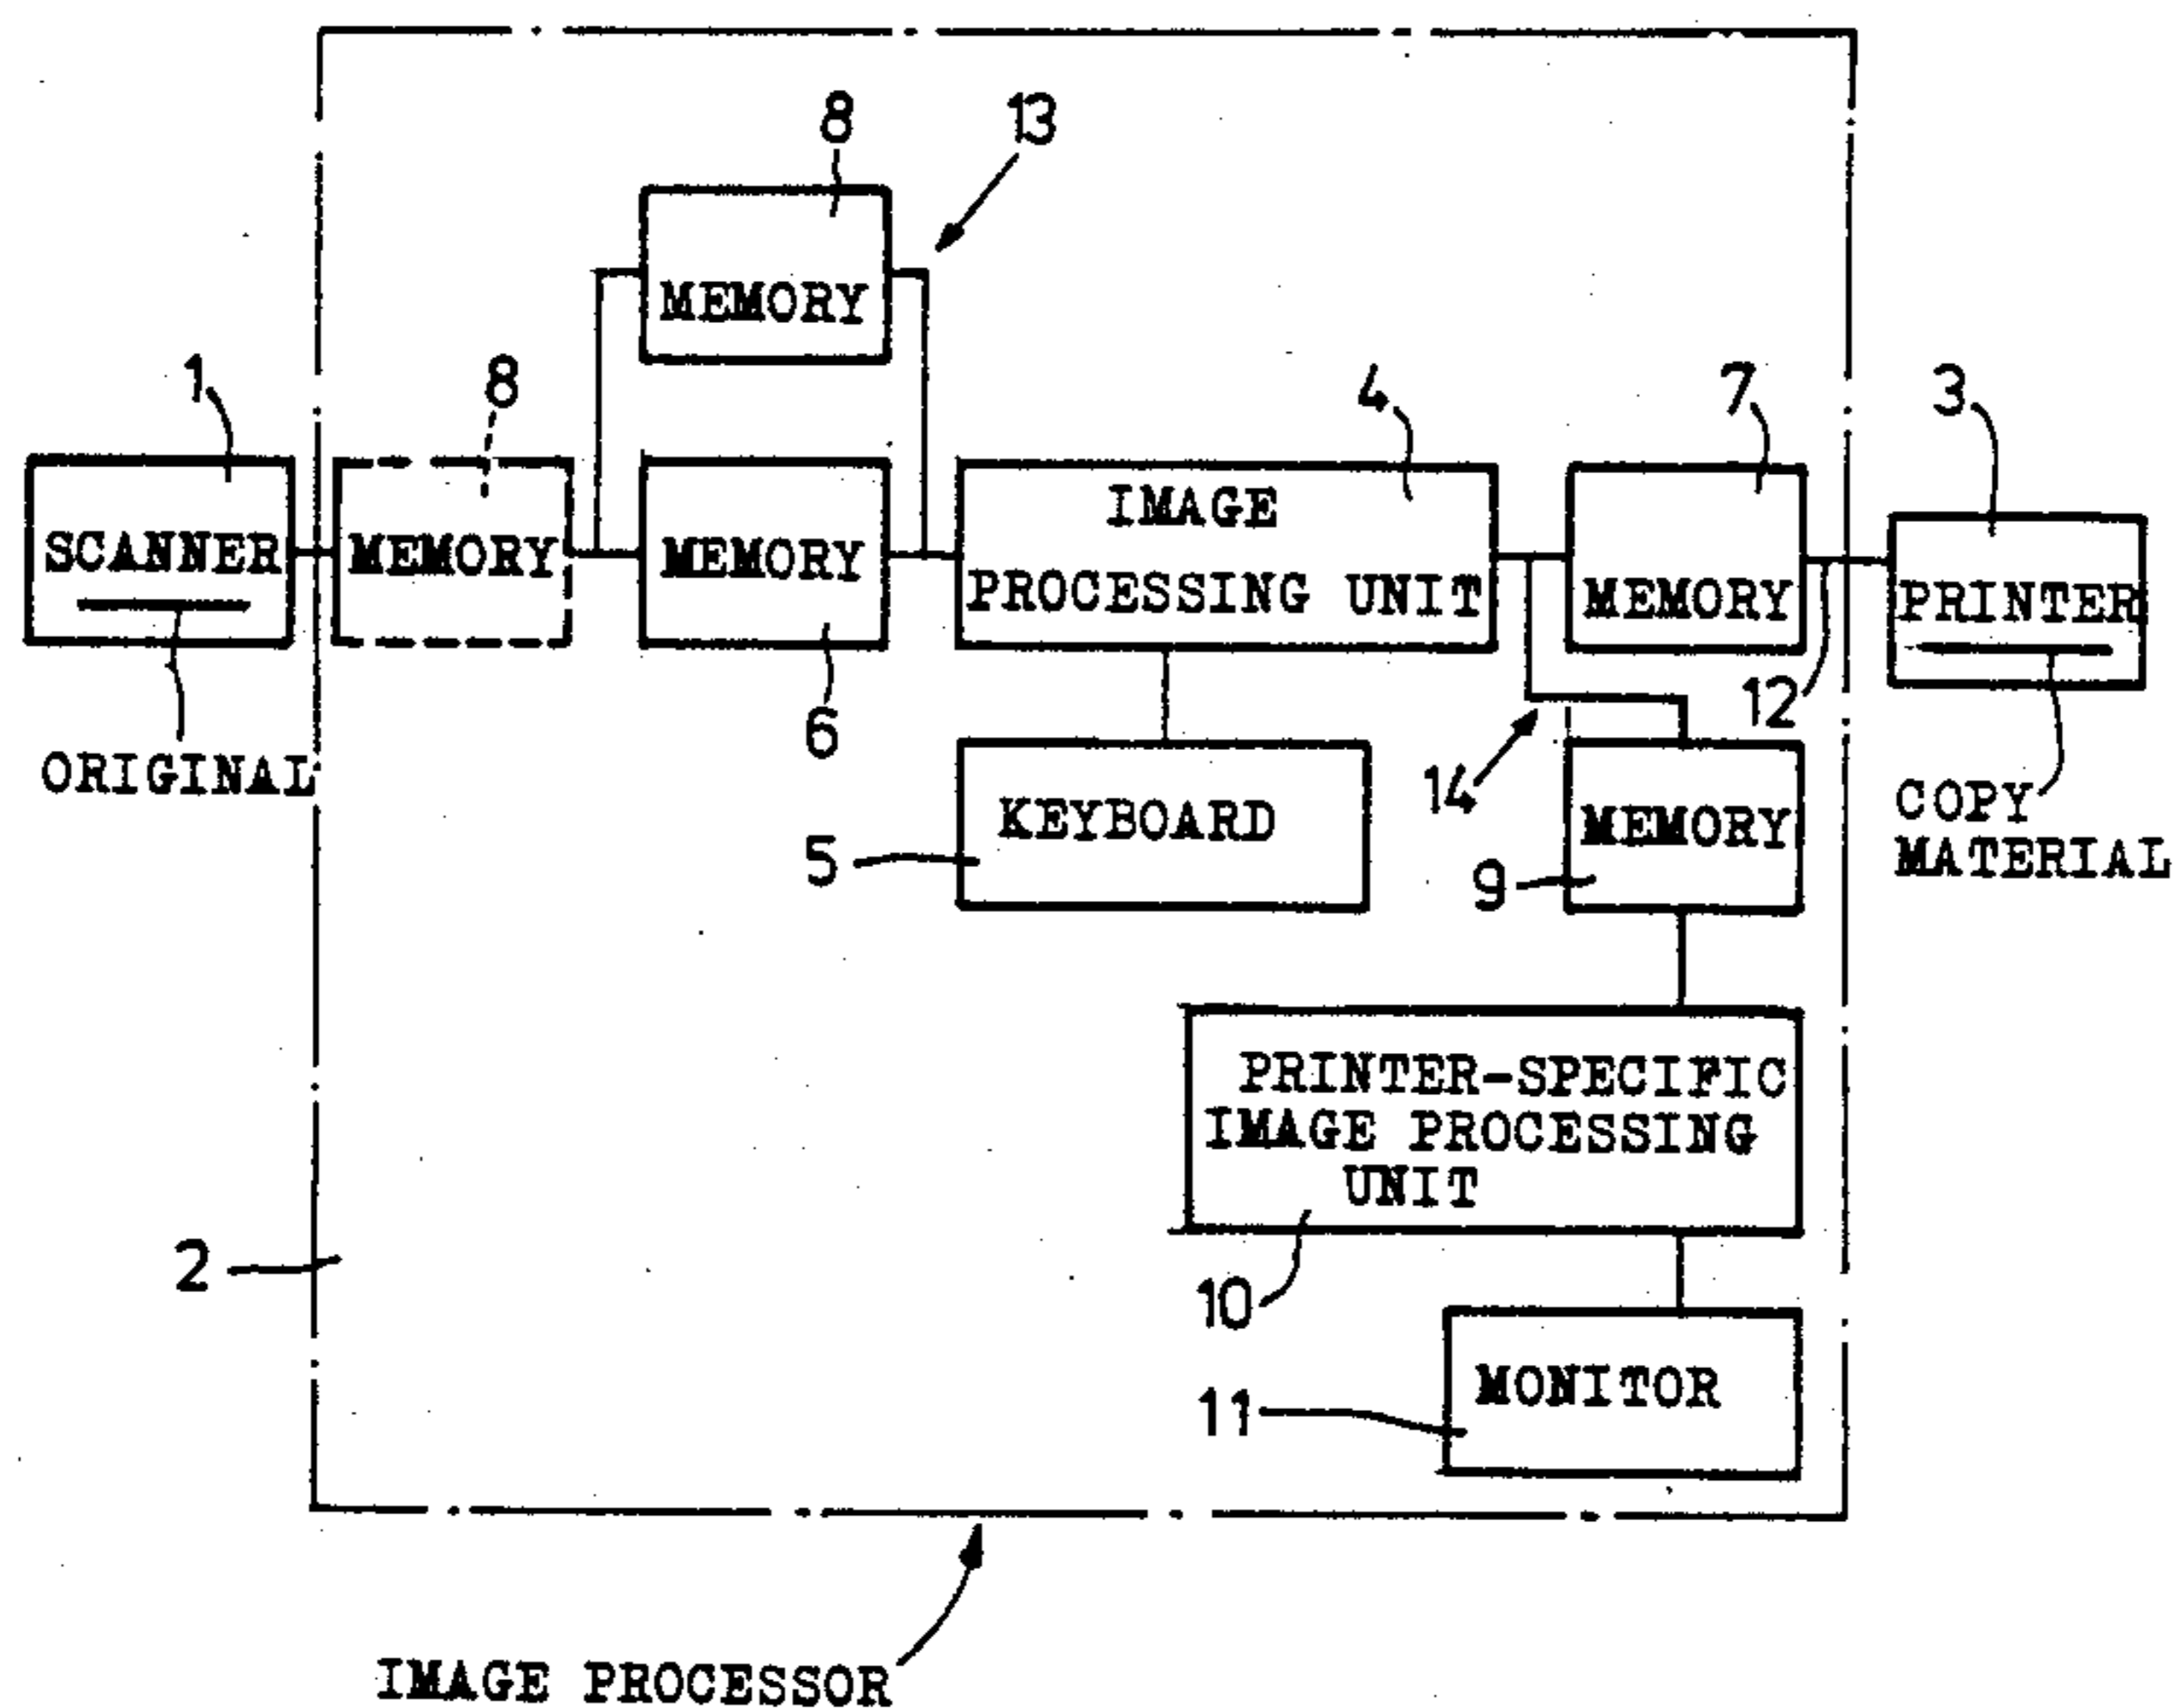 8
13
MEMORY
1
8
4
7
3
SCANNER
MEMORY
MEMORY
IMAGE
PROCESSING UNIT
MEMORY
PRINTER
ORIGINAL
6
12
14
COPY
MATERIAL
5
KEYBOARD
MEMORY
9
PRINTER-SPECIFIC
IMAGE PROCESSING
UNIT
2
10
11
MONITOR
IMAGE PROCESSOR